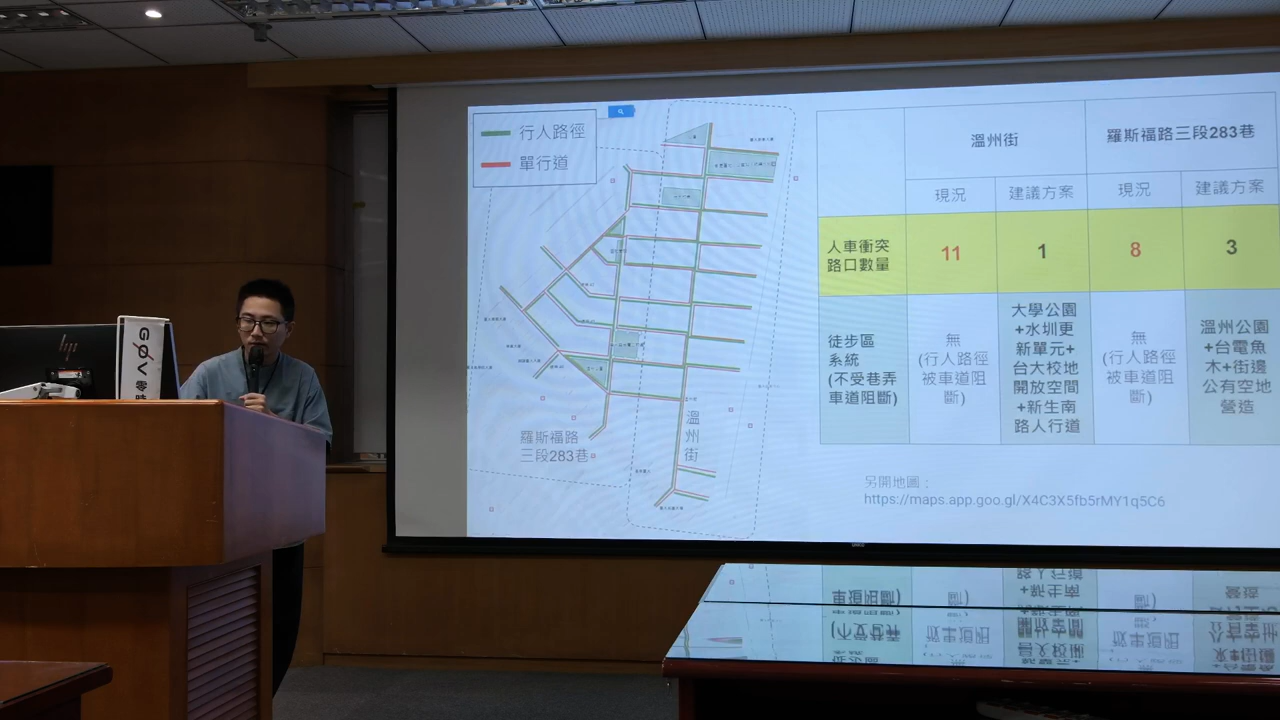 行人路徑
單行道
羅斯福路
三段283巷
溫
州
街
溫州街
羅斯福路三段283巷
現況
建議方案
現況
建議方案
人車衝突
路口數量
11
1
8
3
徒步區
系統
(不受巷弄
車道阻斷)
無
(行人路徑
被車道阻
斷)
大學公園
+水圳更
新單元+
台大校地
開放空間
+新生南
路人行道
無
(行人路徑
被車道阻
斷)
溫州公園
+台電魚
木+街邊
公有空地
營造
另開地圖：
https://maps.app.goo.gl/X4C3X5fb5rMY1q5C6
hp
G0V
零時